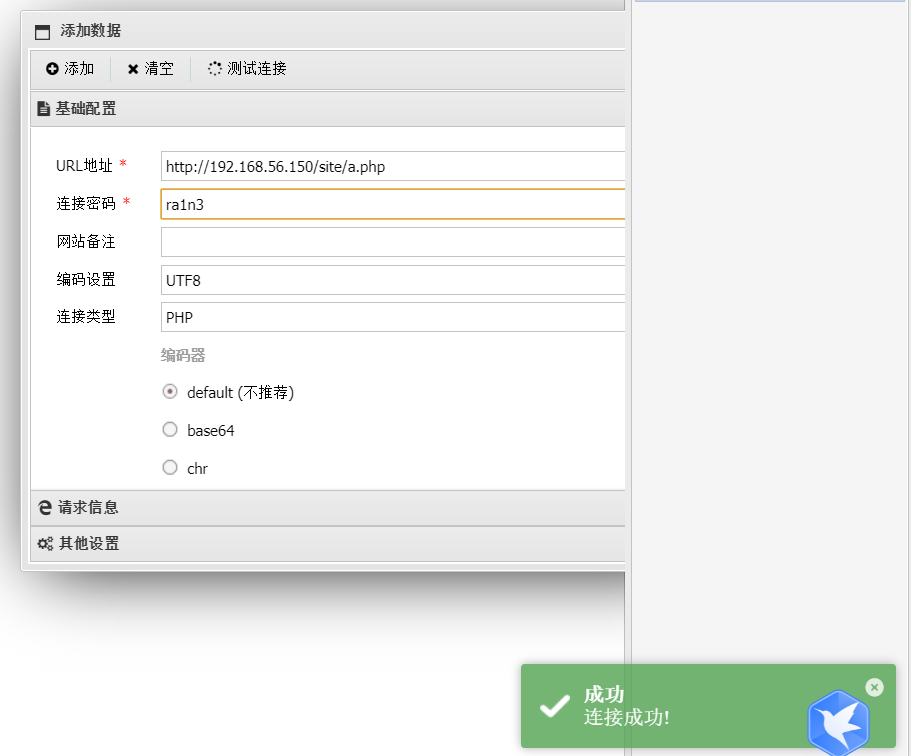 添加数据
添加 清空 测试连接
基础配置
URL地址 * http://192.168.56.150/site/a.php
连接密码 * ra1n3
网站备注
编码设置 UTF8
连接类型 PHP
编码器
default (不推荐)
base64
chr
请求信息
其他设置
成功
连接成功!